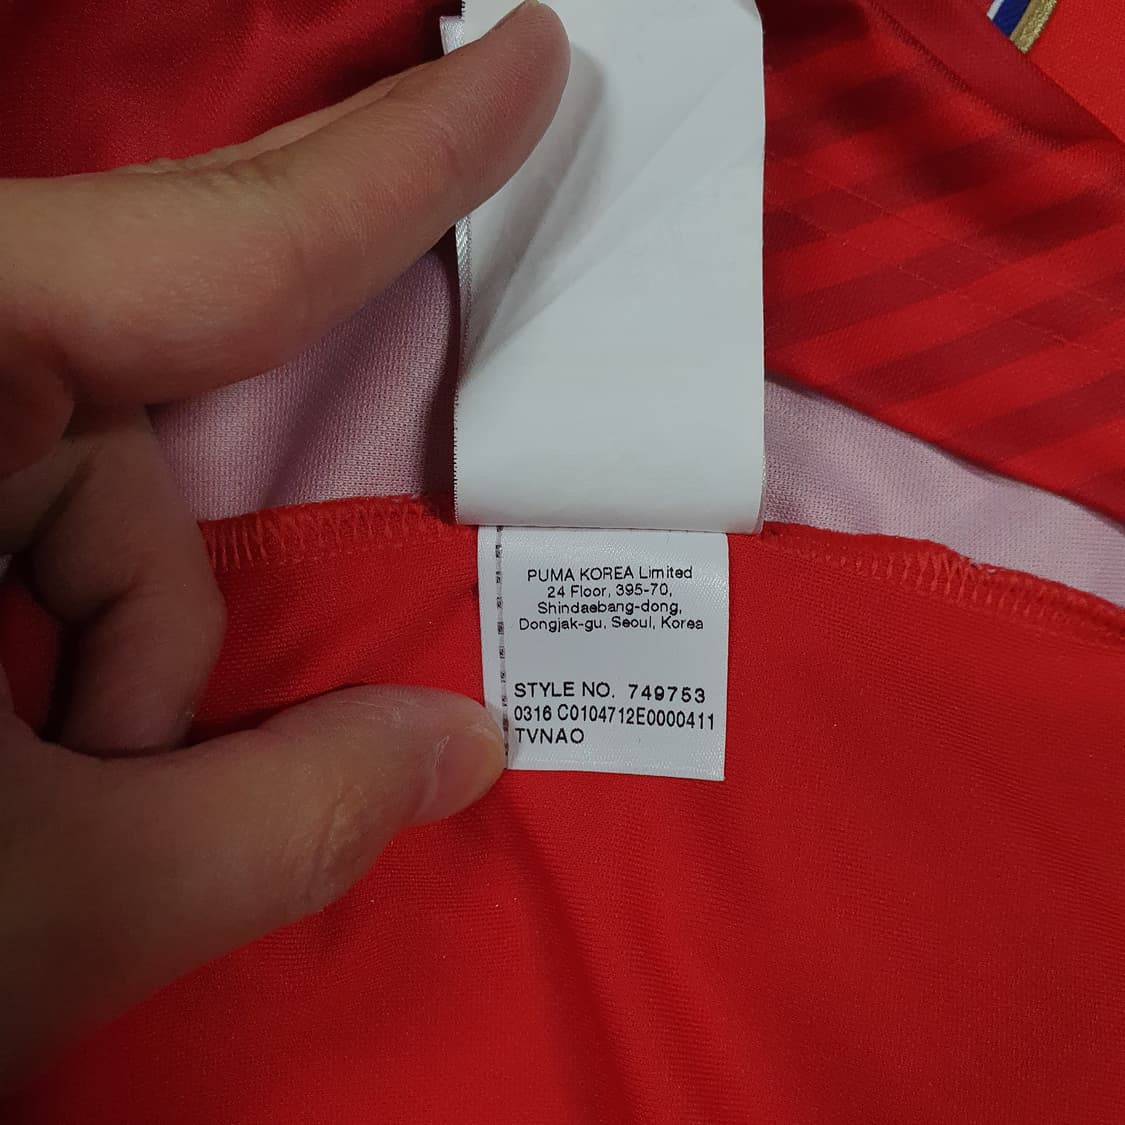 PUMA KOREA Limited
24 Floor, 395-70,
Shindaebang-dong,
Dongjak-gu, Seoul, Korea
STYLE NO. 749753
0316 C0104712E0000411
TVNAO